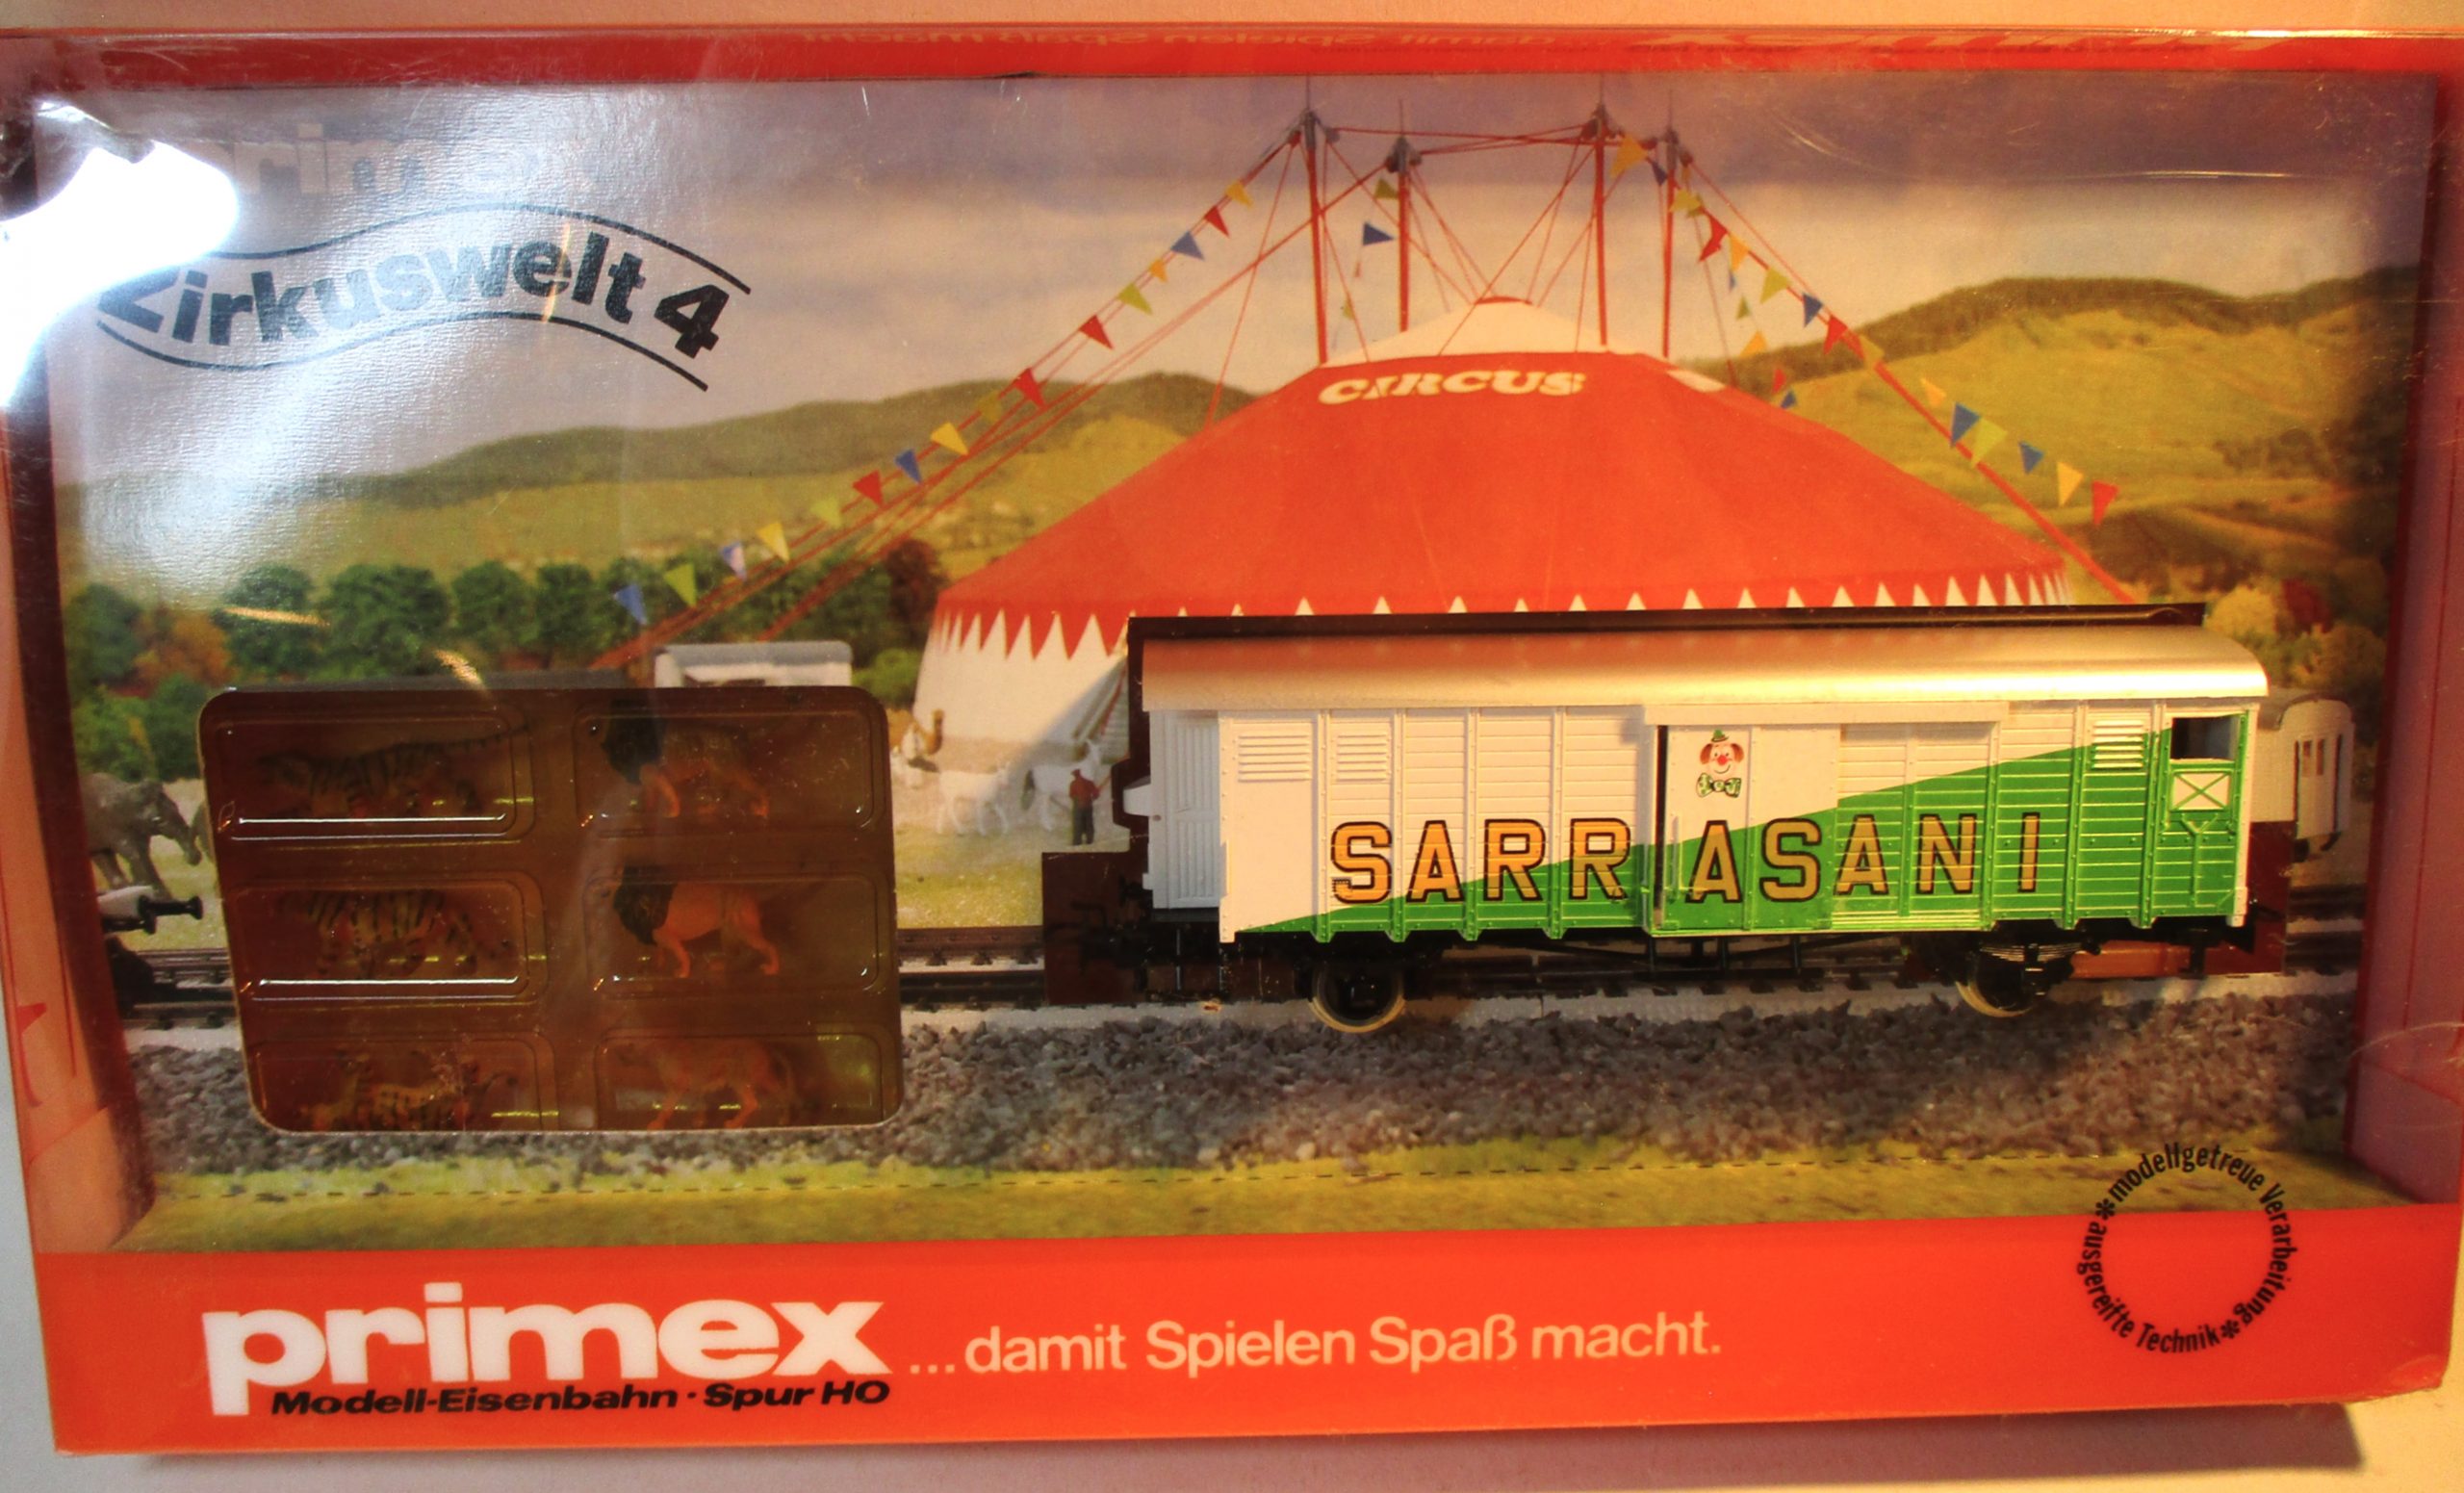 Zirkuswelt 4
CIRCUS
SARRASANI
primex ...damit Spielen Spaß macht.
Modell-Eisenbahn · Spur HO
*modellgetreue Verarbeitung*ausgereifte Technik